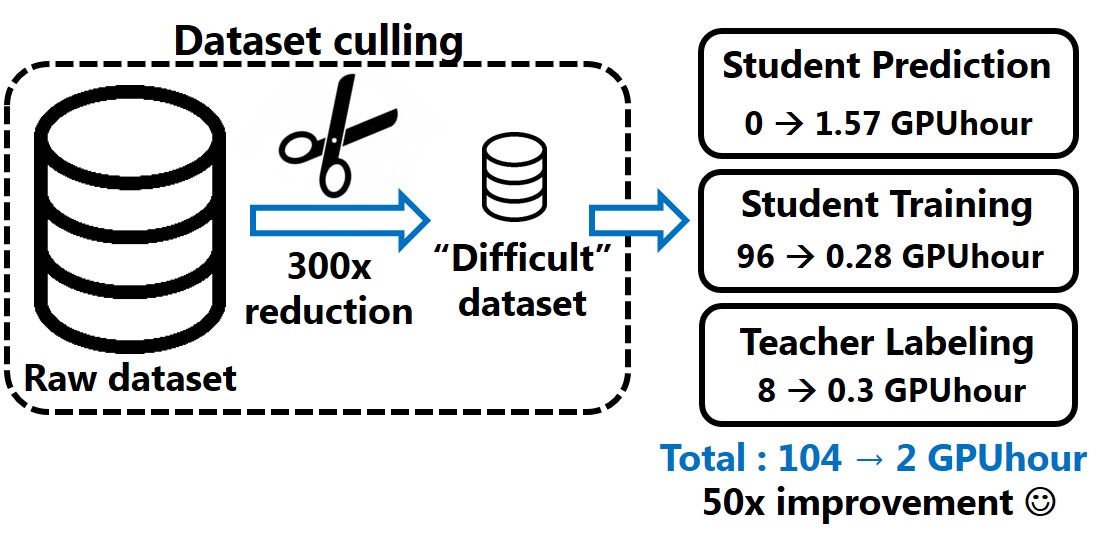 Dataset culling
Raw dataset
300x
reduction
“Difficult”
dataset
Student Prediction
0 → 1.57 GPUhour
Student Training
96 → 0.28 GPUhour
Teacher Labeling
8 → 0.3 GPUhour
Total : 104 → 2 GPUhour
50x improvement ☺